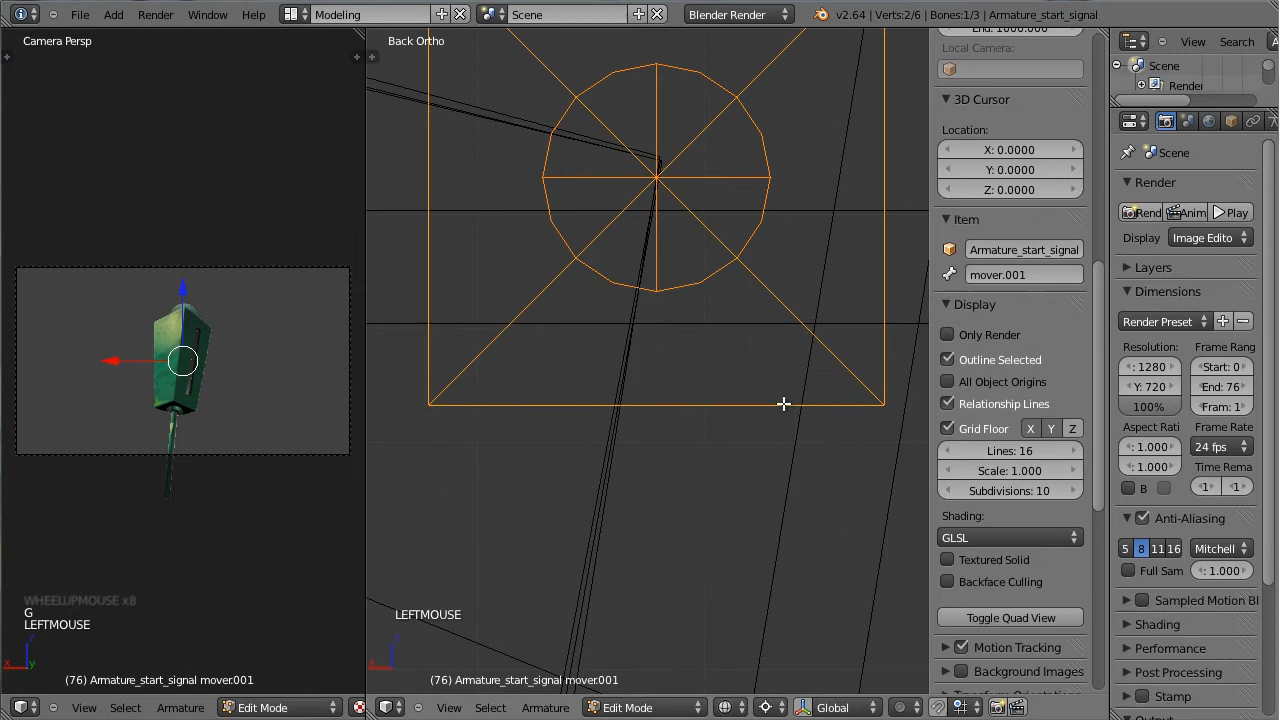 File Add Render Window Help Modeling Scene Blender Render v2.64 | Verts:2/6 | Bones:1/3 | Armature_start_signal
Camera Persp
Back Ortho
End: 1000.000
Local Camera:
3D Cursor
Location:
X: 0.0000
Y: 0.0000
Z: 0.0000
Item
Armature_start_signal
mover.001
Display
Only Render
Outline Selected
All Object Origins
Relationship Lines
Grid Floor X Y Z
Lines: 16
Scale: 1.000
Subdivisions: 10
Shading:
GLSL
Textured Solid
Backface Culling
Toggle Quad View
Motion Tracking
Background Images
View Search
Scene
Render
Scene
Render
Rend Anim Play
Display Image Edito
Layers
Dimensions
Render Preset
Resolution: Frame Rang
: 1280 Start: 0
Y: 720 End: 76
100% Fram: 1
Aspect Rati Frame Rate
: 1.000 24 fps
: 1.000 Time Rema
B 1 1
Anti-Aliasing
5 8 11 16 Mitchell
Full Sam : 1.000
Sampled Motion Bl
Shading
Performance
Post Processing
Stamp
WHEELUPMOUSE x8
G
LEFTMOUSE
LEFTMOUSE
z
x y
x
(76) Armature_start_signal mover.001
(76) Armature_start_signal mover.001
View Select Armature Edit Mode
View Select Armature Edit Mode Global